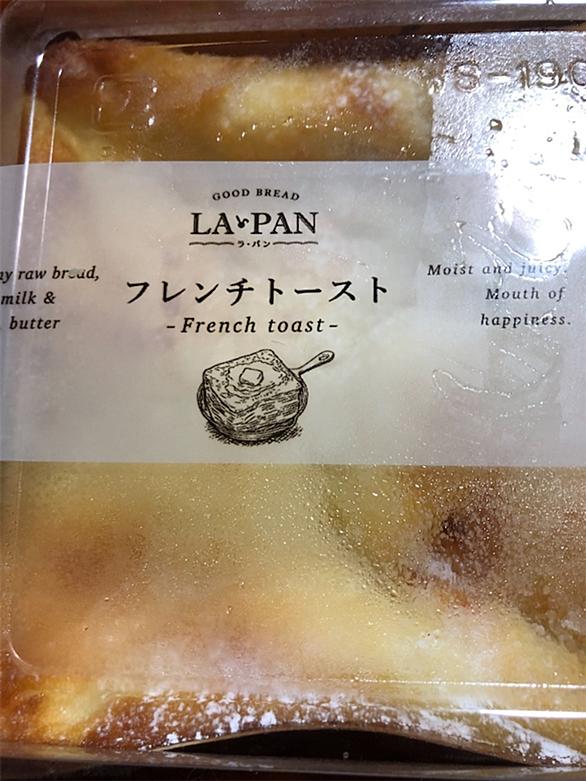 S-190
GOOD BREAD
LA PAN
ラ・パン
フレンチトースト
-French toast-
raw bread,
milk &
butter
Moist and juicy.
Mouth of
happiness.